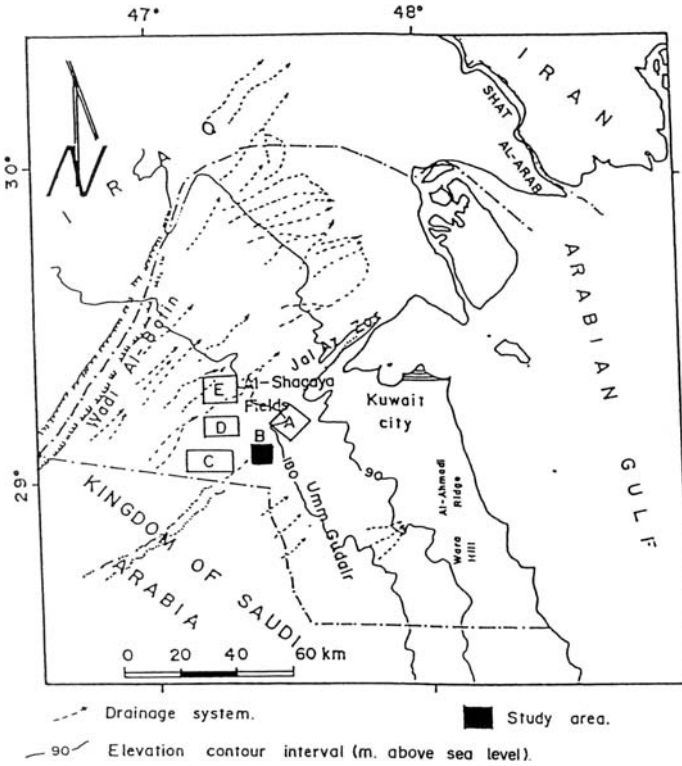 47° 48°
IRAN
SHAT
AL-ARAB
30°
IRAQ
ARABIAN
GULF
Wadi Al-Batin
Jal Az-Zor
E
Al-Shagaya
Fields
A
Kuwait
city
D
B
C
180
90
29°
Umm
Gudair
Al-Ahmadi
Ridge
Wara
Hill
KINGDOM OF SAUDI
ARABIA
0 20 40 60 km
Drainage system.
Study area.
90 Elevation contour interval (m. above sea level).